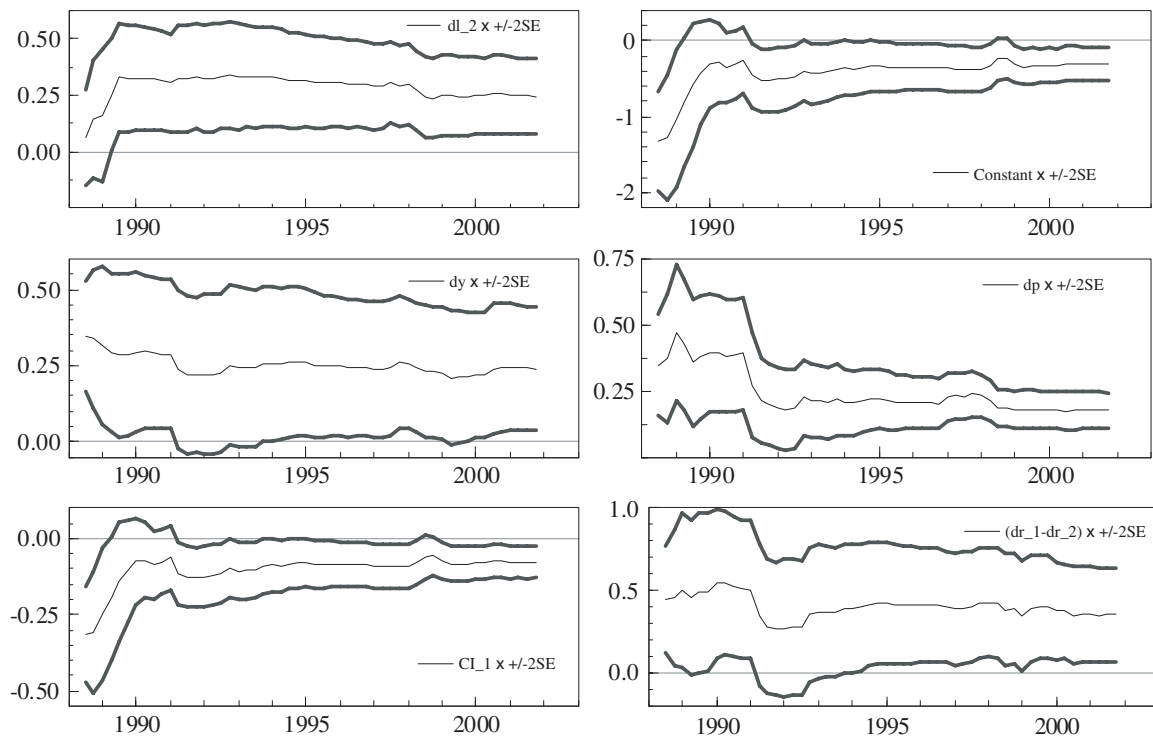 dl_2 x +/-2SE
0.50
0.25
0.00
1990 1995 2000
0
-1
-2
Constant x +/-2SE
1990 1995 2000
dy x +/-2SE
0.50
0.25
0.00
1990 1995 2000
0.75
dp x +/-2SE
0.50
0.25
1990 1995 2000
0.00
-0.25
-0.50
CI_1 x +/-2SE
1990 1995 2000
1.0
(dr_1-dr_2) x +/-2SE
0.5
0.0
1990 1995 2000